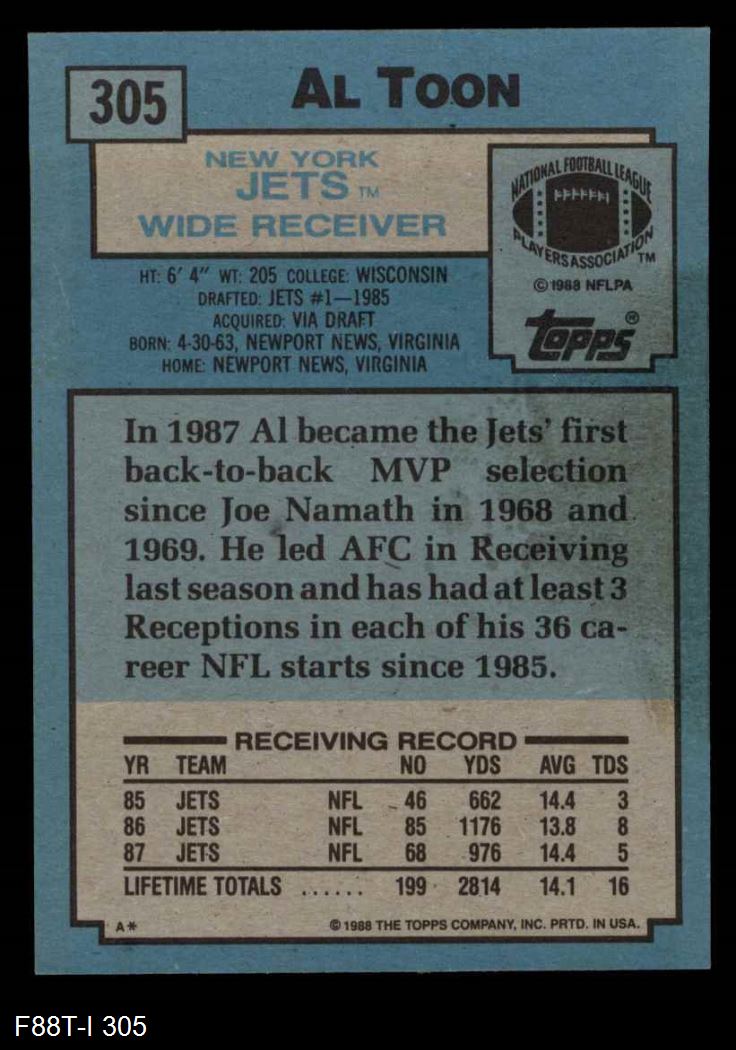 305
AL TOON
NEW YORK
JETS™
WIDE RECEIVER
NATIONAL FOOTBALL LEAGUE
PLAYERS ASSOCIATION™
© 1988 NFLPA
topps®
HT: 6' 4" WT: 205 COLLEGE: WISCONSIN
DRAFTED: JETS #1—1985
ACQUIRED: VIA DRAFT
BORN: 4-30-63, NEWPORT NEWS, VIRGINIA
HOME: NEWPORT NEWS, VIRGINIA
In 1987 Al became the Jets' first
back-to-back MVP selection
since Joe Namath in 1968 and
1969. He led AFC in Receiving
last season and has had at least 3
Receptions in each of his 36 ca-
reer NFL starts since 1985.
RECEIVING RECORD
YR TEAM NO YDS AVG TDS
85 JETS NFL 46 662 14.4 3
86 JETS NFL 85 1176 13.8 8
87 JETS NFL 68 976 14.4 5
LIFETIME TOTALS ...... 199 2814 14.1 16
A* © 1988 THE TOPPS COMPANY, INC. PRTD. IN USA.
F88T-I 305